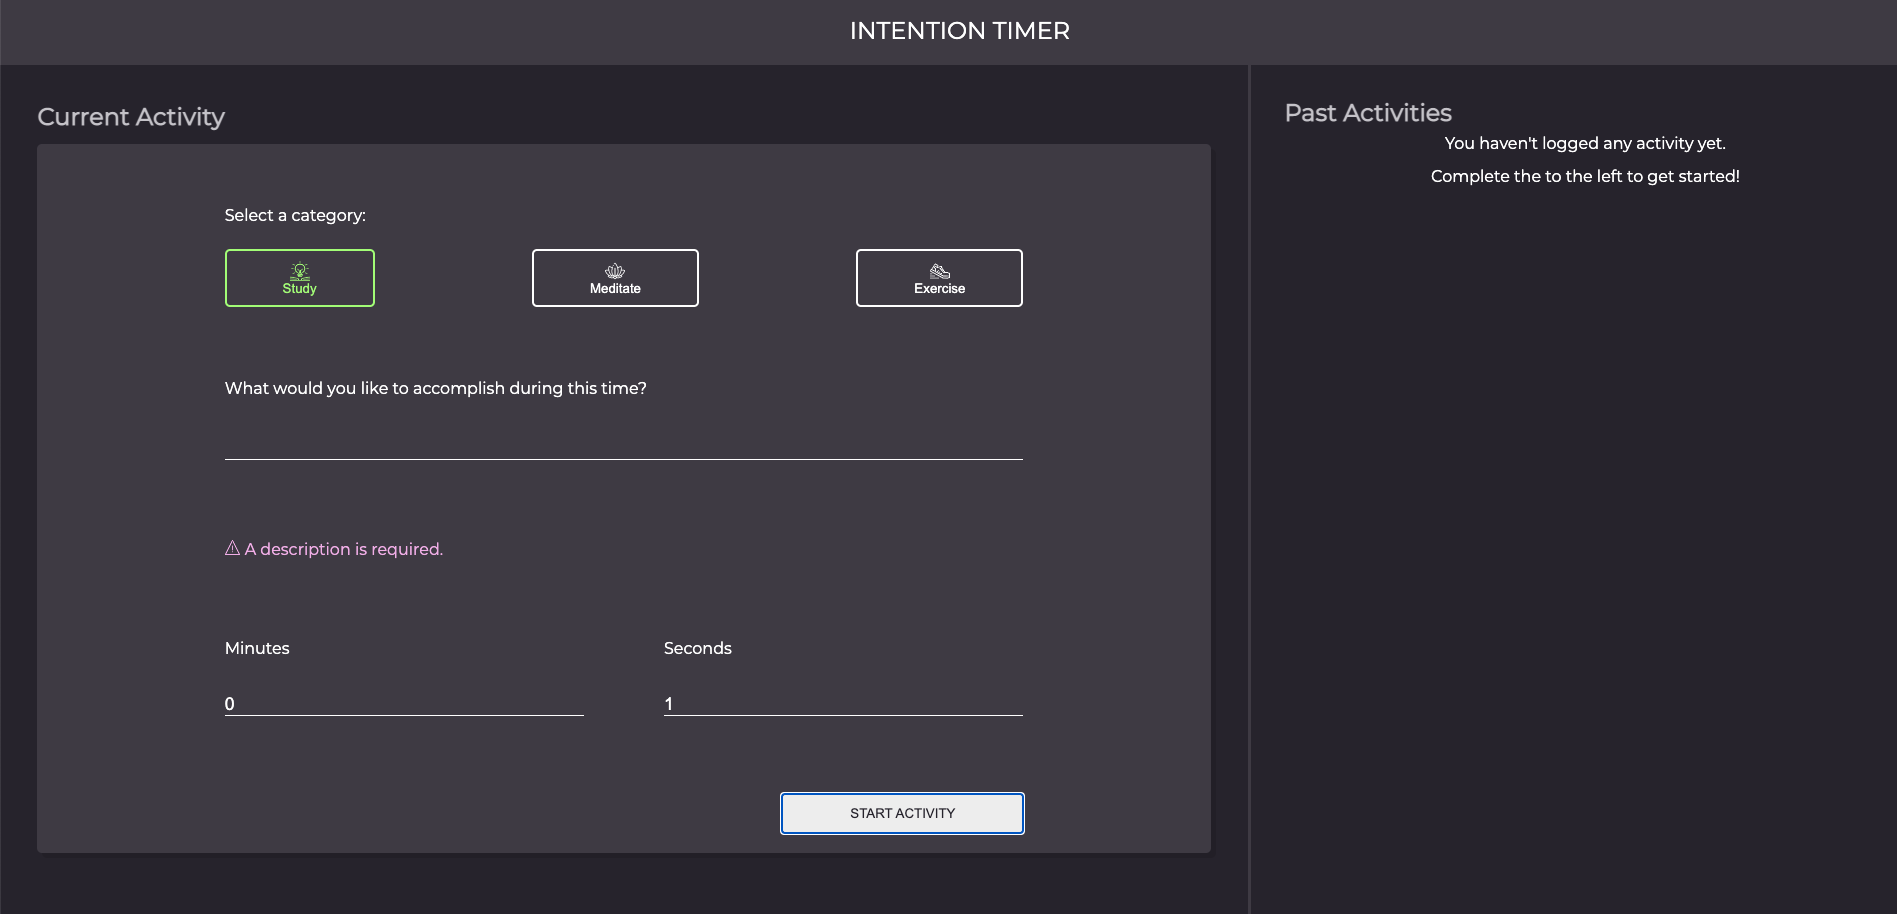 INTENTION TIMER
Current Activity
Select a category:
Study
Meditate
Exercise
What would you like to accomplish during this time?
A description is required.
Minutes
Seconds
0
1
START ACTIVITY
Past Activities
You haven't logged any activity yet.
Complete the to the left to get started!